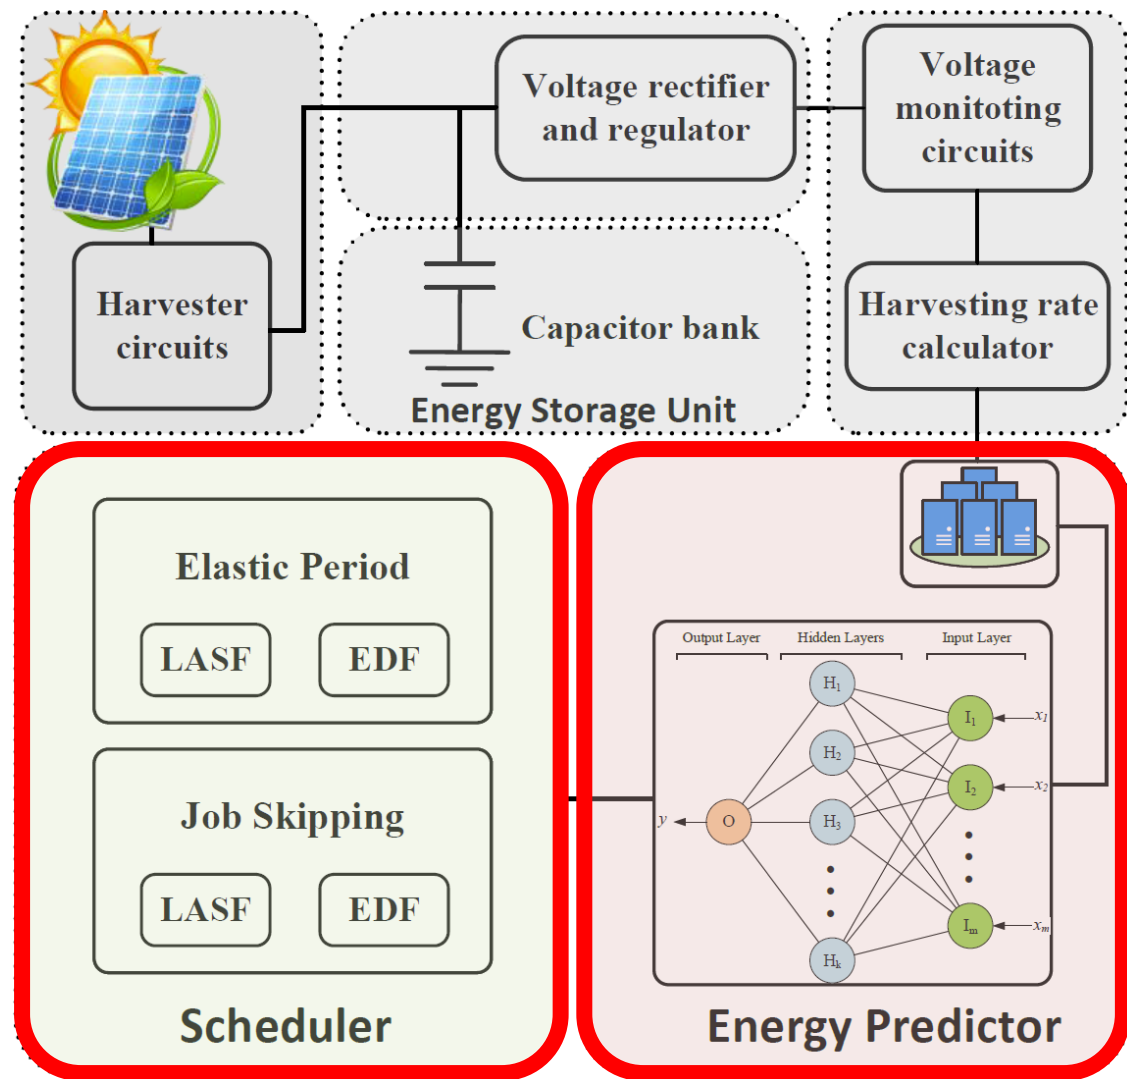 Voltage rectifier
and regulator
Voltage
monitoting
circuits
Harvester
circuits
Capacitor bank
Energy Storage Unit
Harvesting rate
calculator
Elastic Period
LASF
EDF
Job Skipping
LASF
EDF
Scheduler
Output Layer
Hidden Layers
Input Layer
H1
H2
H3
Hk
I1
I2
Im
x1
x2
xm
O
y
Energy Predictor